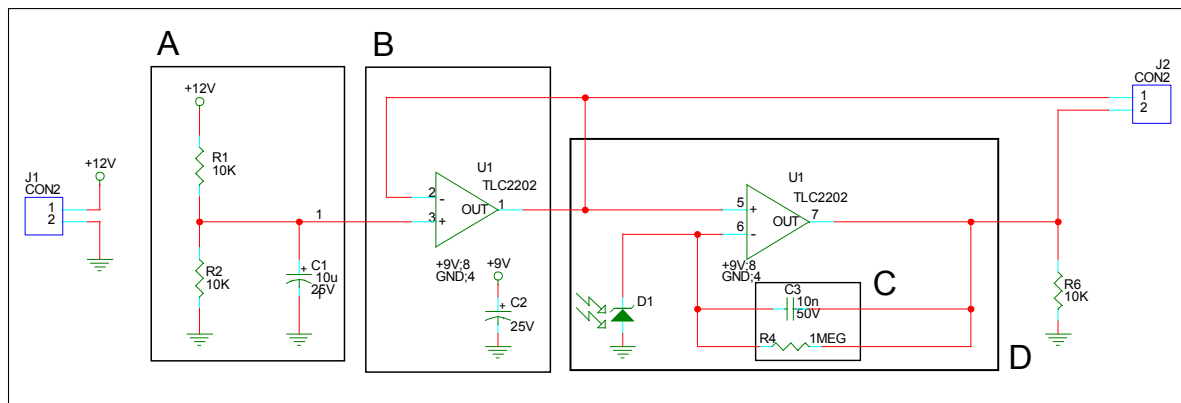 A
B
J2
CON2
+12V
1
2
R1
10K
U1
TLC2202
U1
TLC2202
+12V
J1
CON2
1
2
2
-
OUT
1
3
+
1
5
+
OUT
7
6
-
R2
10K
C1
10u
25V
+9V;8
GND;4
+9V
C2
25V
+9V;8
GND;4
C3
10n
50V
C
R6
10K
D1
R4
1MEG
D